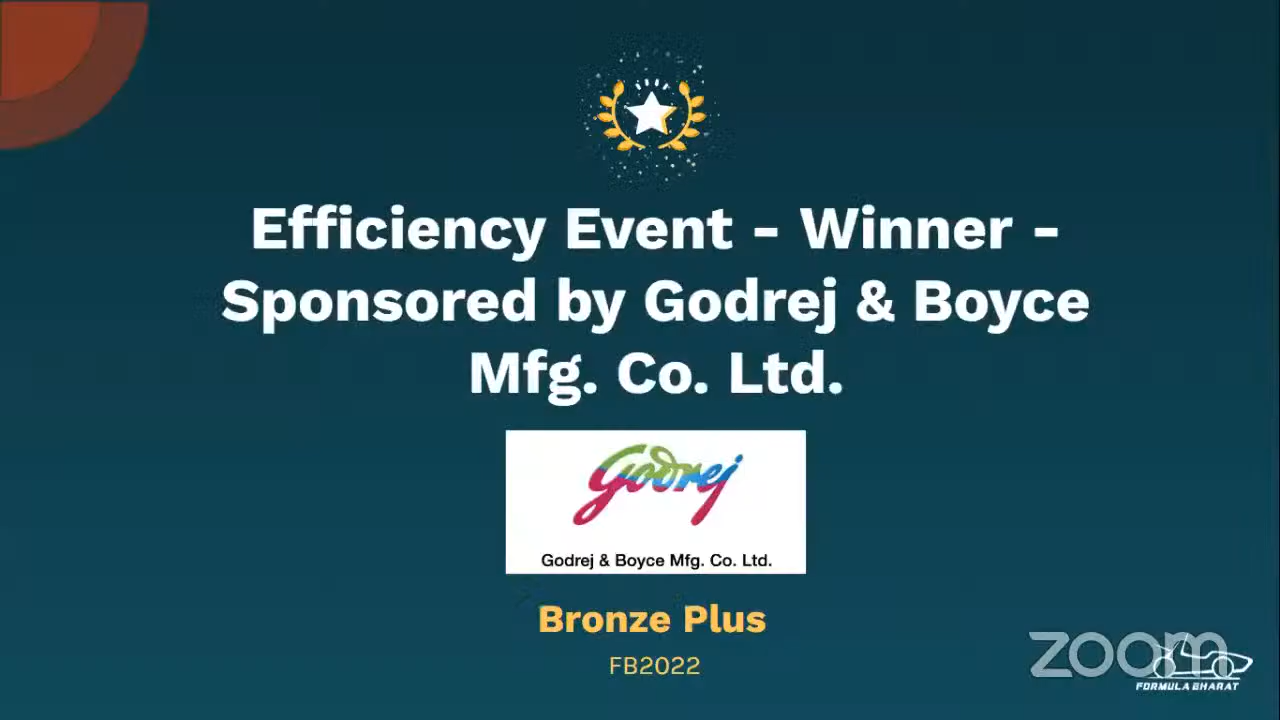 Efficiency Event - Winner -
Sponsored by Godrej & Boyce
Mfg. Co. Ltd.
Godrej
Godrej & Boyce Mfg. Co. Ltd.
Bronze Plus
FB2022
zoom
FORMULA BHARAT